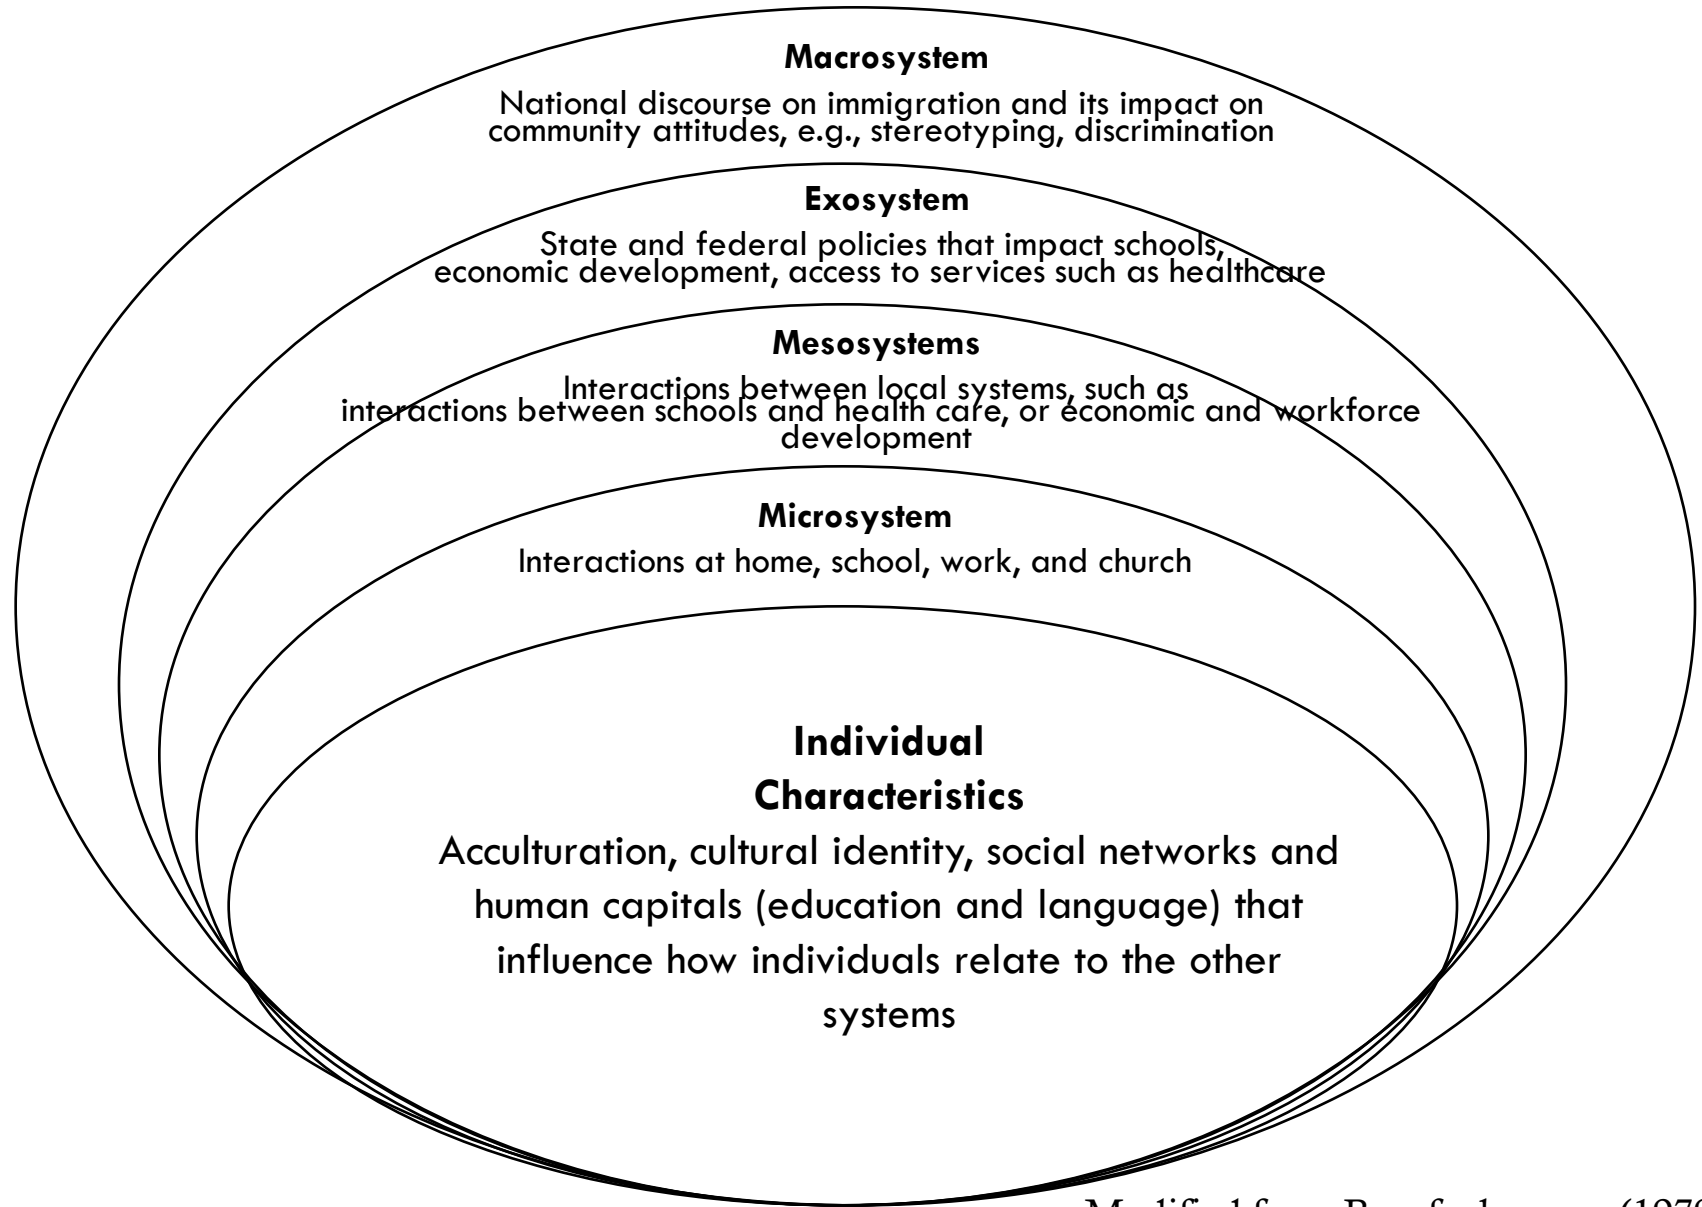 Macrosystem
National discourse on immigration and its impact on
community attitudes, e.g., stereotyping, discrimination
Exosystem
State and federal policies that impact schools,
economic development, access to services such as healthcare
Mesosystems
Interactions between local systems, such as
interactions between schools and health care, or economic and workforce
development
Microsystem
Interactions at home, school, work, and church
Individual
Characteristics
Acculturation, cultural identity, social networks and
human capitals (education and language) that
influence how individuals relate to the other
systems